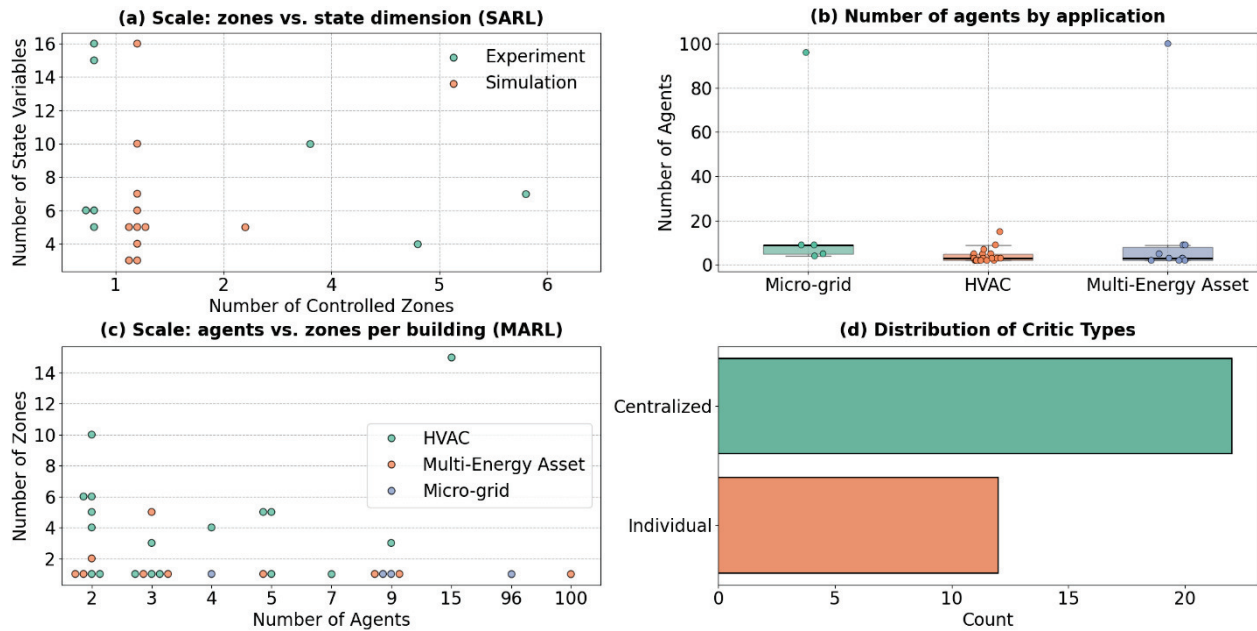 (a) Scale: zones vs. state dimension (SARL)
Number of State Variables
16
14
12
10
8
6
4
Experiment
Simulation
1
2
2
4
5
6
Number of Controlled Zones
(b) Number of agents by application
Number of Agents
100
80
60
40
20
0
Micro-grid
HVAC
Multi-Energy Asset
(c) Scale: agents vs. zones per building (MARL)
Number of Zones
14
12
10
8
6
4
2
HVAC
Multi-Energy Asset
Micro-grid
2
3
4
5
7
9
15
96
100
Number of Agents
(d) Distribution of Critic Types
Centralized
Individual
0
5
10
15
20
Count